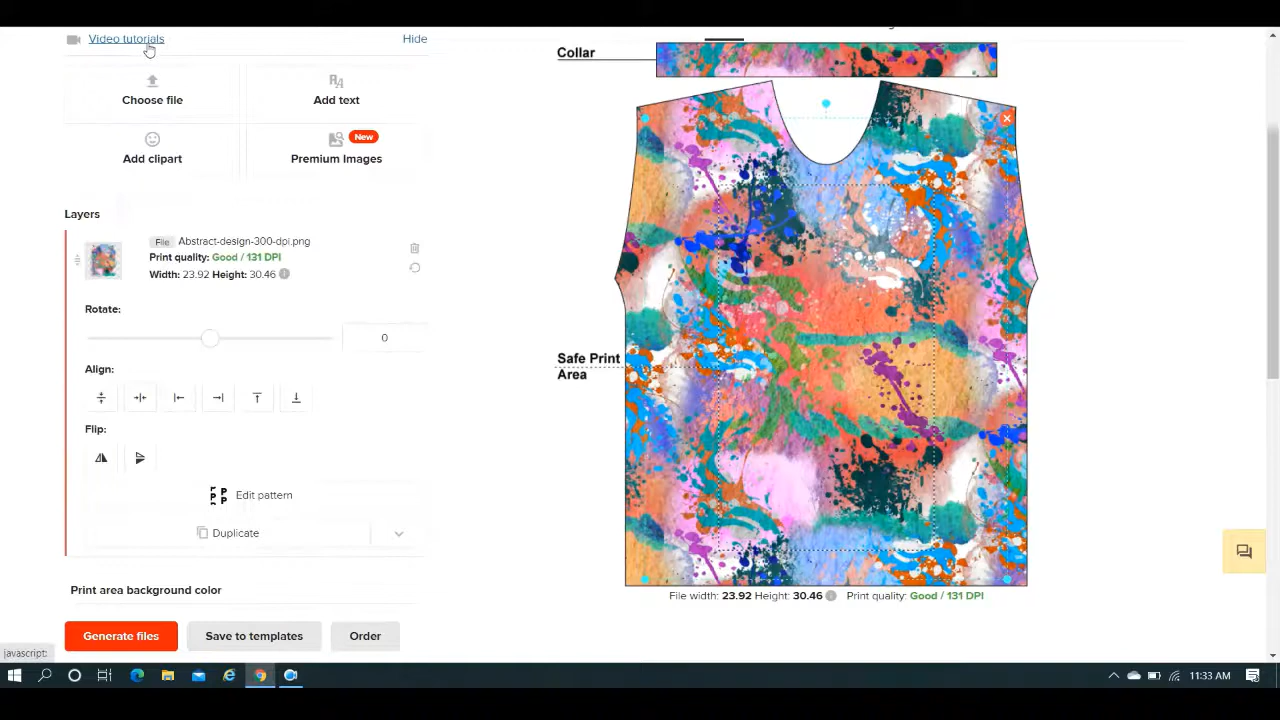 Video tutorials
Hide
Choose file
Add text
Add clipart
New
Premium Images
Layers
File Abstract-design-300-dpi.png
Print quality: Good / 131 DPI
Width: 23.92 Height: 30.46
Rotate:
0
Align:
Flip:
Edit pattern
Duplicate
Print area background color
Generate files
Save to templates
Order
javascript:
Collar
Safe Print
Area
File width: 23.92 Height: 30.46 Print quality: Good / 131 DPI
11:33 AM